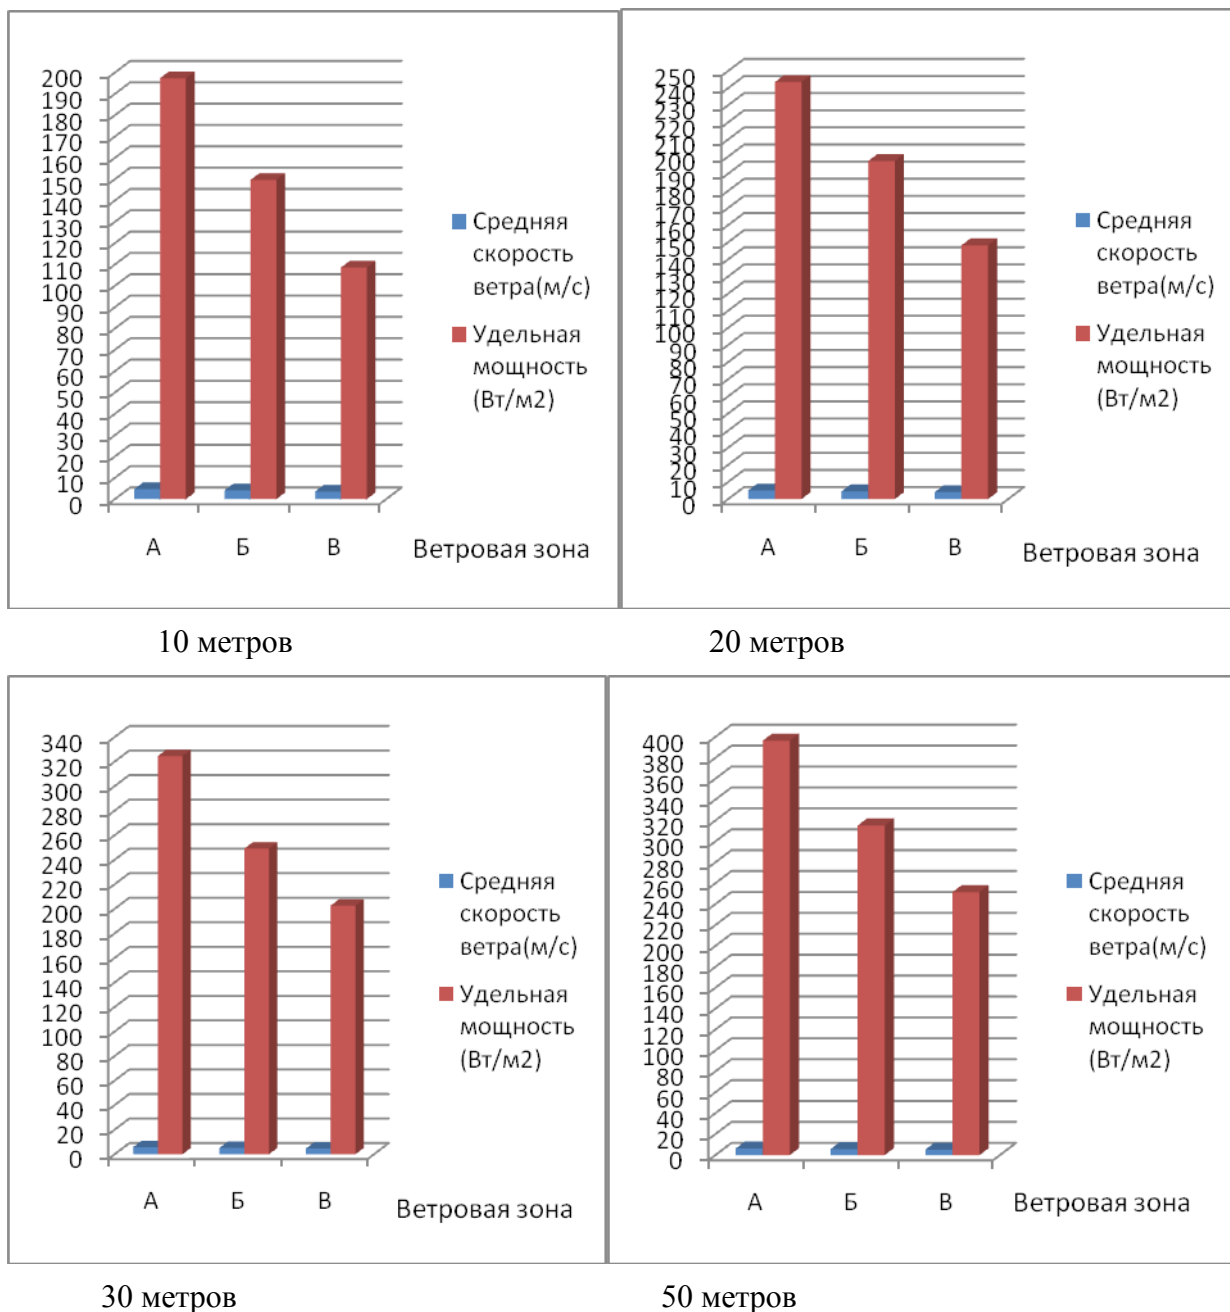 200
190
180
170
160
150
140
130
120
110
100
90
80
70
60
50
40
30
20
10
0
А Б В Ветровая зона
Средняя
скорость
ветра(м/с)
Удельная
мощность
(Вт/м2)
250
240
230
220
210
200
190
180
170
160
150
140
130
120
110
100
90
80
70
60
50
40
30
20
10
0
А Б В Ветровая зона
Средняя
скорость
ветра(м/с)
Удельная
мощность
(Вт/м2)
10 метров
20 метров
340
320
300
280
260
240
220
200
180
160
140
120
100
80
60
40
20
0
А Б В Ветровая зона
Средняя
скорость
ветра(м/с)
Удельная
мощность
(Вт/м2)
400
380
360
340
320
300
280
260
240
220
200
180
160
140
120
100
80
60
40
20
0
А Б В Ветровая зона
Средняя
скорость
ветра(м/с)
Удельная
мощность
(Вт/м2)
30 метров
50 метров